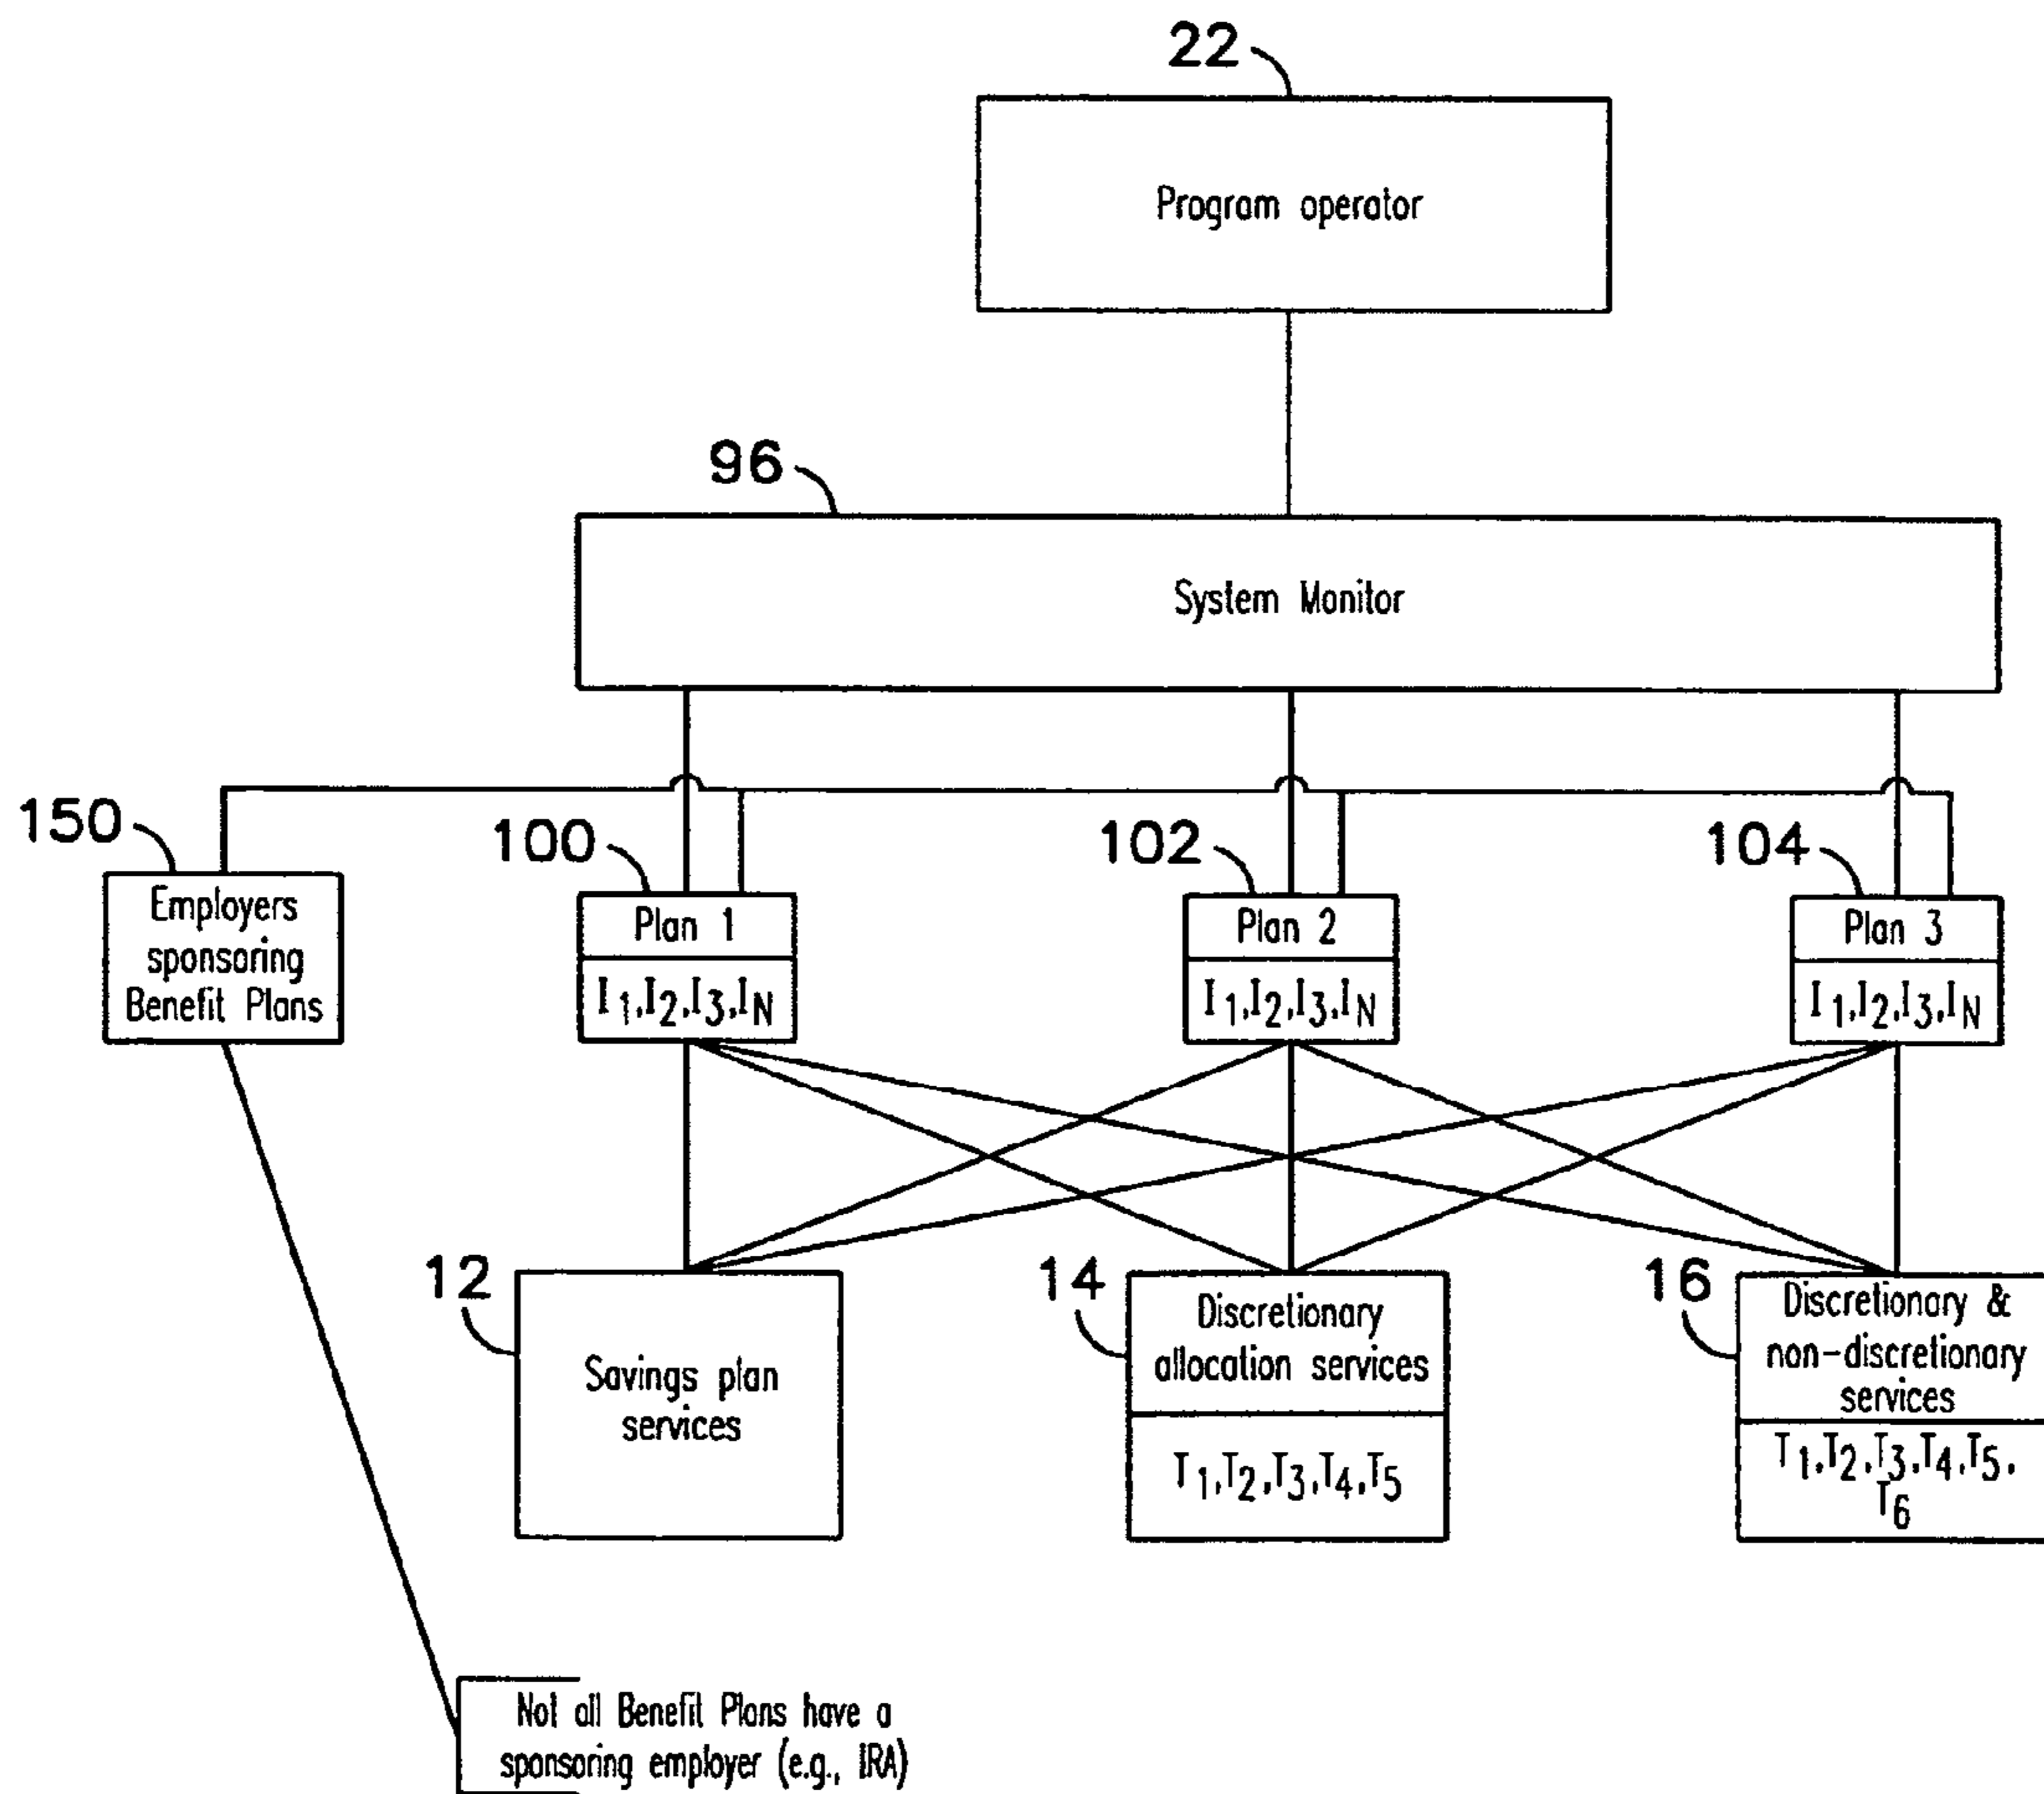 22
Program operator
96
System Monitor
150
100
102
104
Employers
sponsoring
Benefit Plans
Plan 1
I1,I2,I3,IN
Plan 2
I1,I2,I3,IN
Plan 3
I1,I2,I3,IN
12
Savings plan
services
14
Discretionary
allocation services
T1,T2,T3,T4,T5
16
Discretionary &
non-discretionary
services
T1,T2,T3,T4,T5,
T6
Not all Benefit Plans have a
sponsoring employer (e.g., IRA)